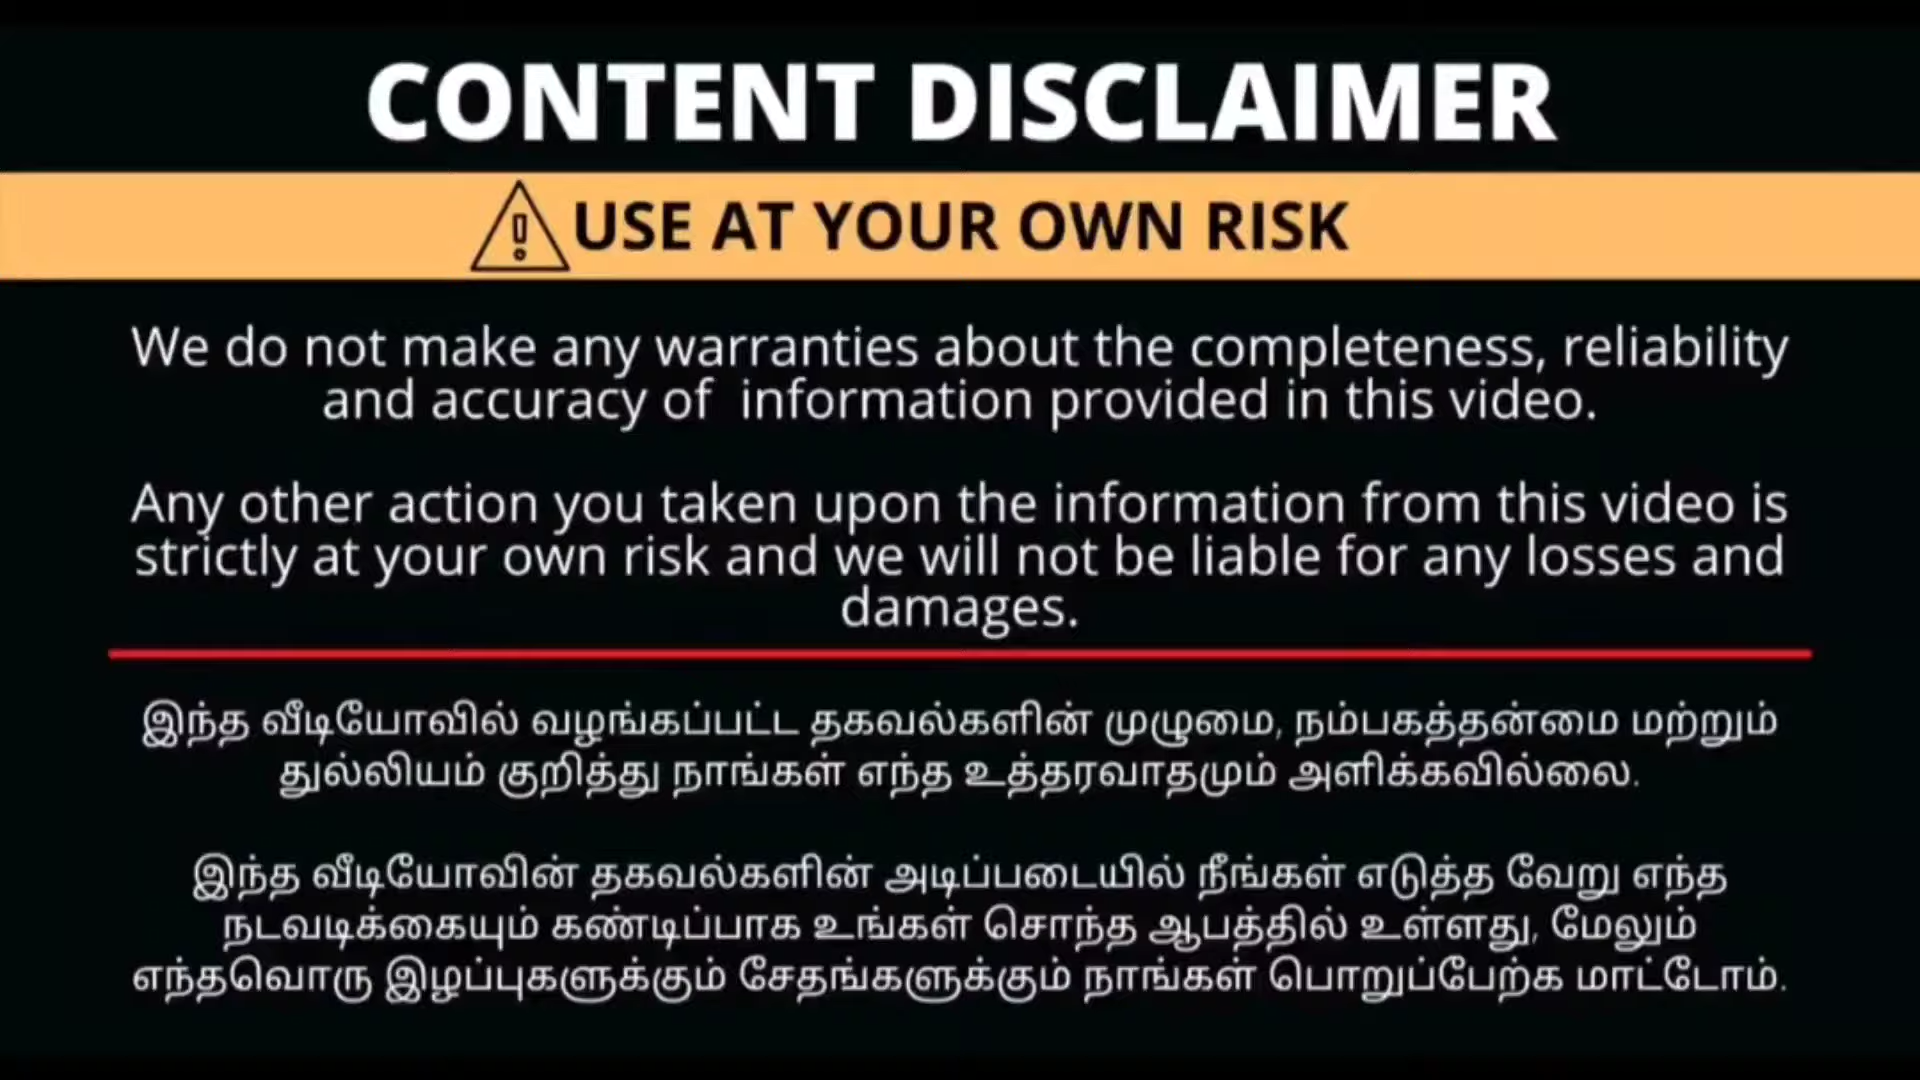 CONTENT DISCLAIMER
USE AT YOUR OWN RISK
We do not make any warranties about the completeness, reliability
and accuracy of information provided in this video.
Any other action you taken upon the information from this video is
strictly at your own risk and we will not be liable for any losses and
damages.
இந்த வீடியோவில் வழங்கப்பட்ட தகவல்களின் முழுமை, நம்பகத்தன்மை மற்றும்
துல்லியம் குறித்து நாங்கள் எந்த உத்தரவாதமும் அளிக்கவில்லை.
இந்த வீடியோவின் தகவல்களின் அடிப்படையில் நீங்கள் எடுத்த வேறு எந்த
நடவடிக்கையும் கண்டிப்பாக உங்கள் சொந்த ஆபத்தில் உள்ளது, மேலும்
எந்தவொரு இழப்புகளுக்கும் சேதங்களுக்கும் நாங்கள் பொறுப்பேற்க மாட்டோம்.